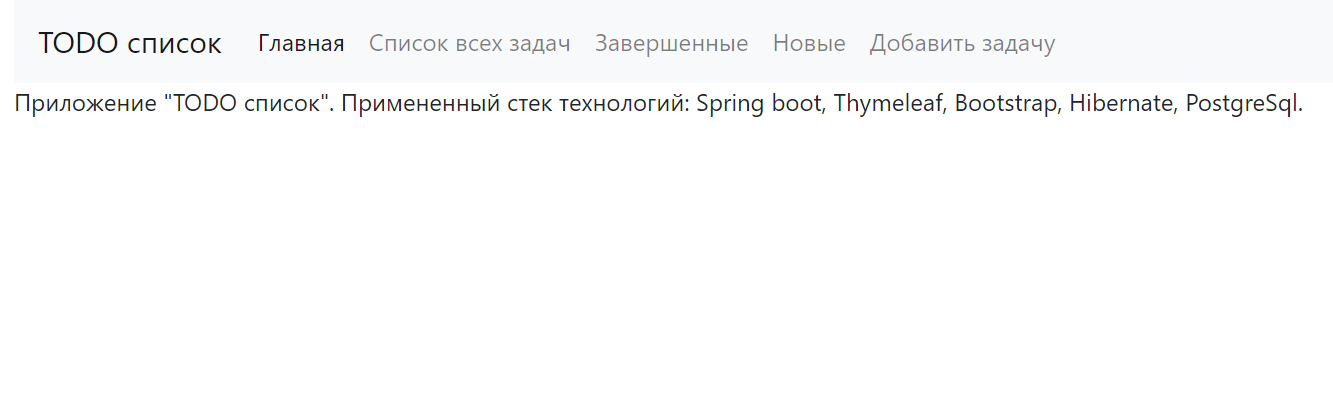 TODO список Главная Список всех задач Завершенные Новые Добавить задачу
Приложение "TODO список". Примененный стек технологий: Spring boot, Thymeleaf, Bootstrap, Hibernate, PostgreSql.